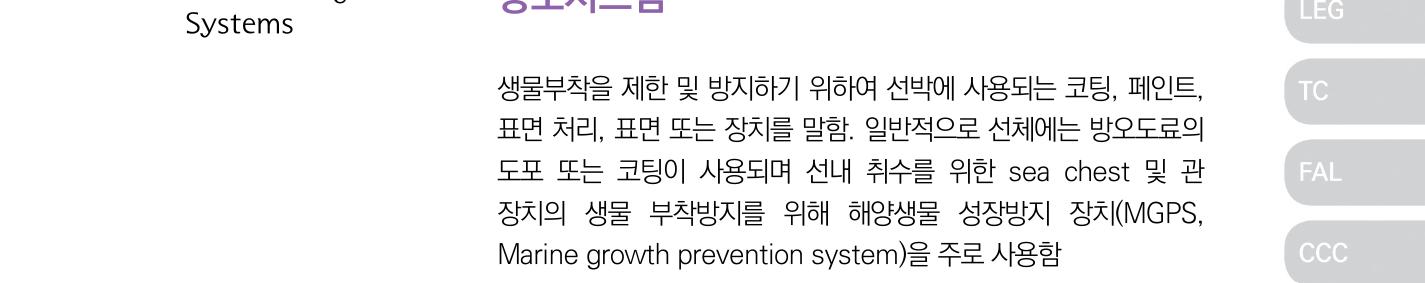 Systems
생물부착을 제한 및 방지하기 위하여 선박에 사용되는 코팅, 페인트,
표면 처리, 표면 또는 장치를 말함. 일반적으로 선체에는 방오도료의
도포 또는 코팅이 사용되며 선내 취수를 위한 sea chest 및 관
장치의 생물 부착방지를 위해 해양생물 성장방지 장치(MGPS,
Marine growth prevention system)을 주로 사용함
LEG
TC
FAL
CCC